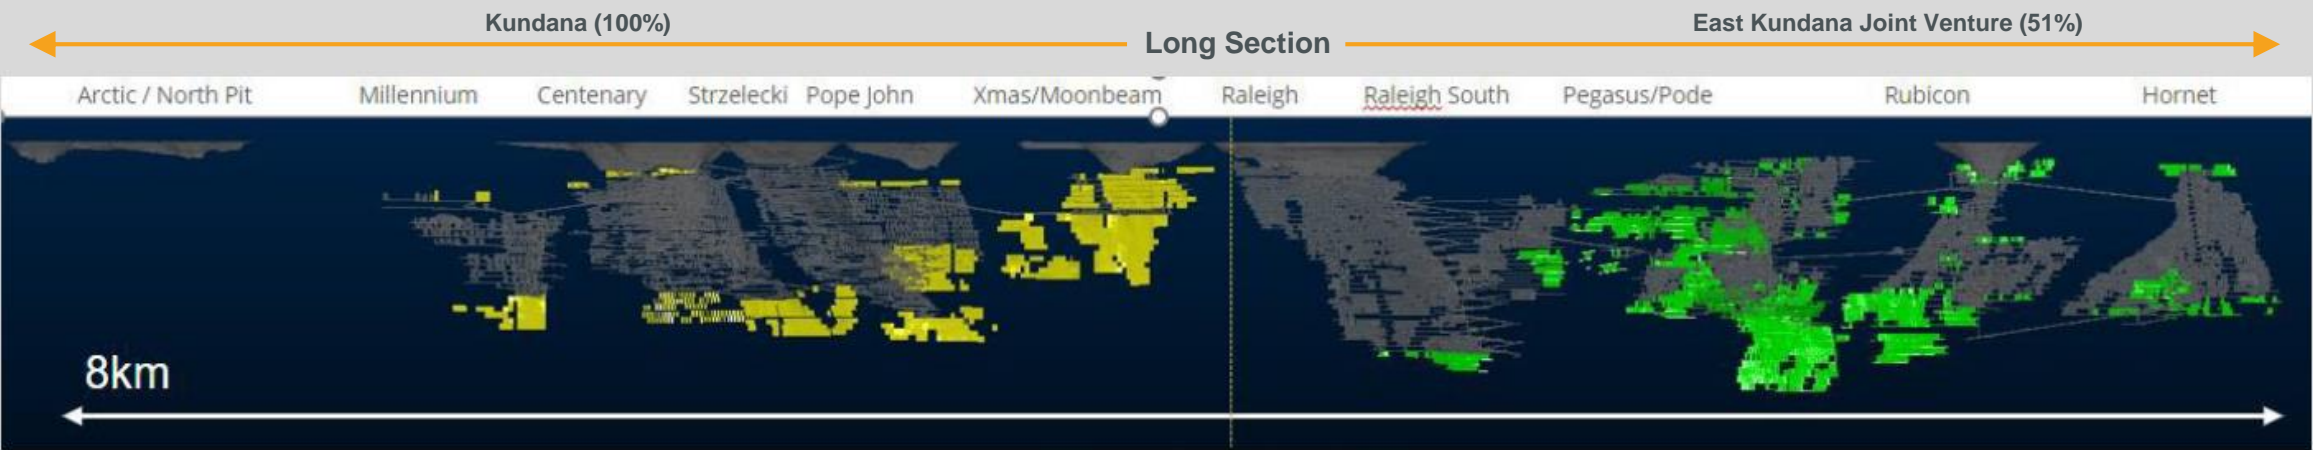 Kundana (100%)
East Kundana Joint Venture (51%)
Long Section
Arctic / North Pit
Millennium
Centenary
Strzelecki
Pope John
Xmas/Moonbeam
Raleigh
Raleigh South
Pegasus/Pode
Rubicon
Hornet
8km